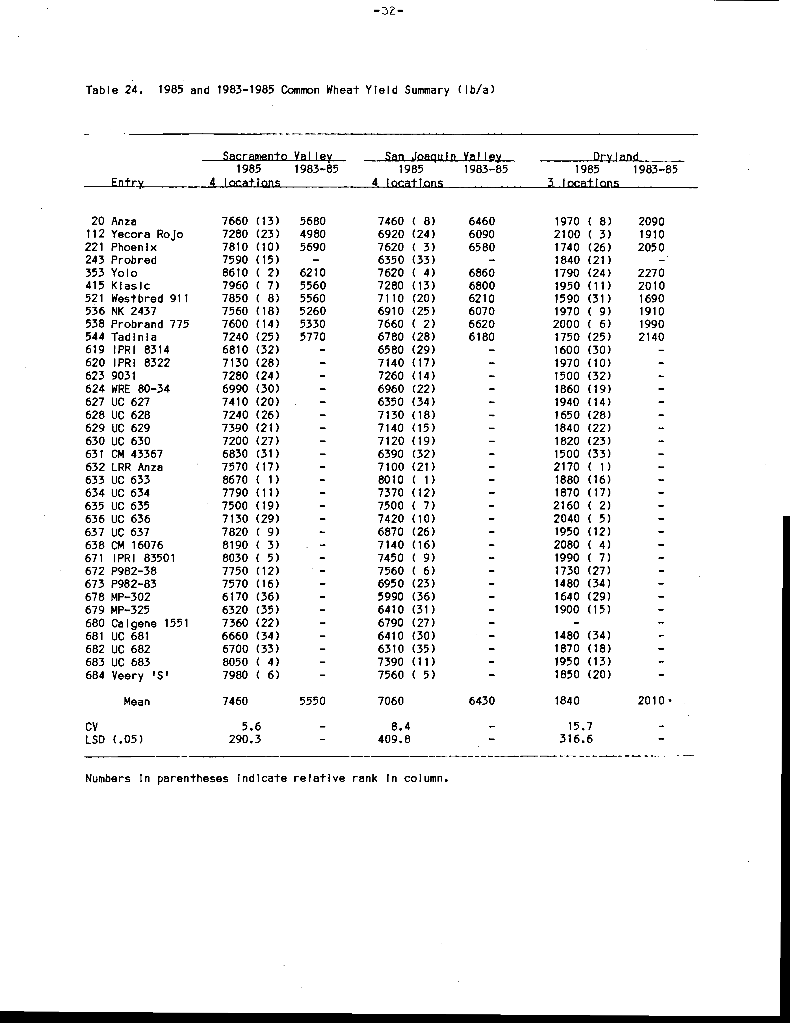 -32-
Table 24. 1985 and 1983-1985 Common Wheat Yield Summary (lb/a)
Sacramento Valley San Joaquin Valley Dryland
1985 1983-85 1985 1983-85 1985 1983-85
Entry 4 locations 4 locations 3 locations
20 Anza 7660 (13) 5680 7460 ( 8) 6460 1970 ( 8) 2090
112 Yecora Rojo 7280 (23) 4980 6920 (24) 6090 2100 ( 3) 1910
221 Phoenix 7810 (10) 5690 7620 ( 3) 6580 1740 (26) 2050
243 Probred 7590 (15) - 6350 (33) - 1840 (21) -
353 Yolo 8610 ( 2) 6210 7620 ( 4) 6860 1790 (24) 2270
415 Klasic 7960 ( 7) 5560 7280 (13) 6800 1950 (11) 2010
521 Westbred 911 7850 ( 8) 5560 7110 (20) 6210 1590 (31) 1690
536 NK 2437 7560 (18) 5260 6910 (25) 6070 1970 ( 9) 1910
538 Probrand 775 7600 (14) 5330 7660 ( 2) 6620 2000 ( 6) 1990
544 Tadinia 7240 (25) 5770 6780 (28) 6180 1750 (25) 2140
619 IPRI 8314 6810 (32) - 6580 (29) - 1600 (30) -
620 IPRI 8322 7130 (28) - 7140 (17) - 1970 (10) -
623 9031 7280 (24) - 7260 (14) - 1500 (32) -
624 WRE 80-34 6990 (30) - 6960 (22) - 1860 (19) -
627 UC 627 7410 (20) - 6350 (34) - 1940 (14) -
628 UC 628 7240 (26) - 7130 (18) - 1650 (28) -
629 UC 629 7390 (21) - 7140 (15) - 1840 (22) -
630 UC 630 7200 (27) - 7120 (19) - 1820 (23) -
631 CM 43367 6830 (31) - 6390 (32) - 1500 (33) -
632 LRR Anza 7570 (17) - 7100 (21) - 2170 ( 1) -
633 UC 633 8670 ( 1) - 8010 ( 1) - 1880 (16) -
634 UC 634 7790 (11) - 7370 (12) - 1870 (17) -
635 UC 635 7500 (19) - 7500 ( 7) - 2160 ( 2) -
636 UC 636 7130 (29) - 7420 (10) - 2040 ( 5) -
637 UC 637 7820 ( 9) - 6870 (26) - 1950 (12) -
638 CM 16076 8190 ( 3) - 7140 (16) - 2080 ( 4) -
671 IPRI 83501 8030 ( 5) - 7450 ( 9) - 1990 ( 7) -
672 P982-38 7750 (12) - 7560 ( 6) - 1730 (27) -
673 P982-83 7570 (16) - 6950 (23) - 1480 (34) -
678 MP-302 6170 (36) - 5990 (36) - 1640 (29) -
679 MP-325 6320 (35) - 6410 (31) - 1900 (15) -
680 Calgene 1551 7360 (22) - 6790 (27) - - -
681 UC 681 6660 (34) - 6410 (30) - 1480 (34) -
682 UC 682 6700 (33) - 6310 (35) - 1870 (18) -
683 UC 683 8050 ( 4) - 7390 (11) - 1950 (13) -
684 Veery 'S' 7980 ( 6) - 7560 ( 5) - 1850 (20) -
Mean 7460 5550 7060 6430 1840 2010
CV 5.6 - 8.4 - 15.7 -
LSD (.05) 290.3 - 409.8 - 316.6 -
Numbers in parentheses indicate relative rank in column.